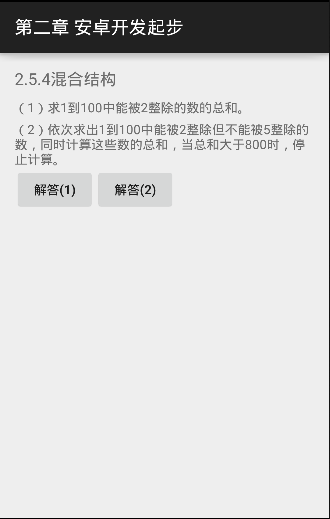 第二章 安卓开发起步
2.5.4混合结构
（1）求1到100中能被2整除的数的总和。
（2）依次求出1到100中能被2整除但不能被5整除的
数，同时计算这些数的总和，当总和大于800时，停
止计算。
解答(1) 解答(2)